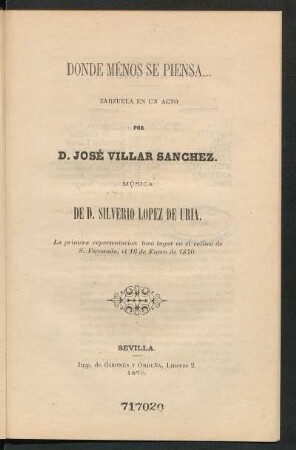 DONDE MÉNOS SE PIENSA...
ZARZUELA EN UN ACTO
POR
D. JOSÉ VILLAR SANCHEZ.
MÚSICA
DE D. SILVERIO LOPEZ DE URIA.
La primera representacion tuvo lugar en el coliseo de
S. Fernando, el 16 de Enero de 1870.
SEVILLA.
Imp. de GIRONÉS Y ORDUÑA, Lineros 2.
1870.
717020